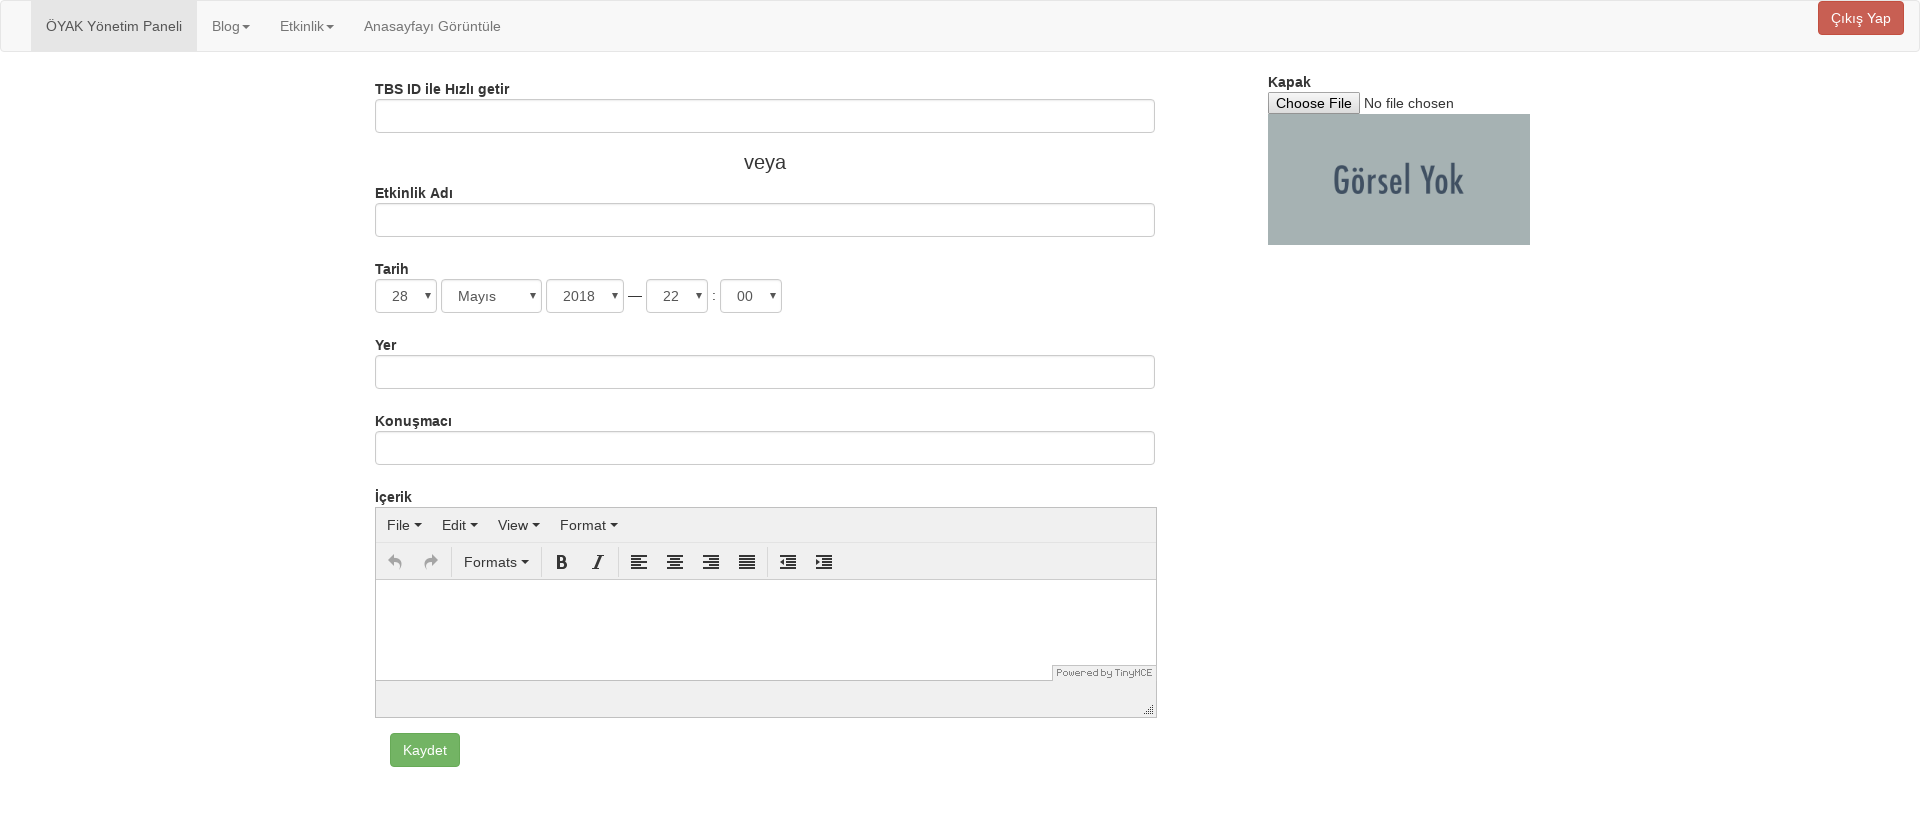 ÖYAK Yönetim Paneli Blog Etkinlik Anasayfayı Görüntüle Çıkış Yap
TBS ID ile Hızlı getir
veya
Etkinlik Adı
Tarih
28 Mayıs 2018 — 22 : 00
Yer
Konuşmacı
İçerik
File Edit View Format
Formats B I
Powered by TinyMCE
Kaydet
Kapak
Choose File No file chosen
Görsel Yok